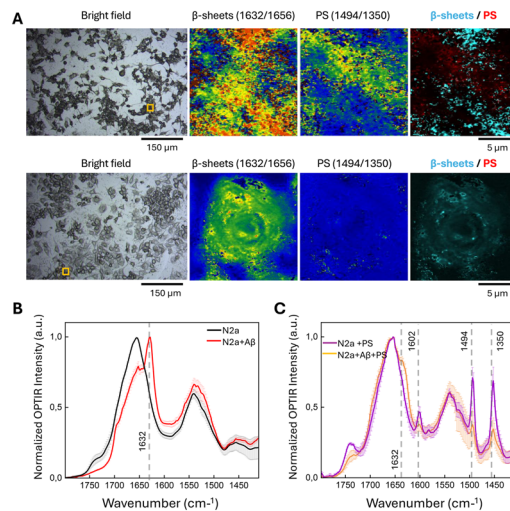 A
Bright field
β-sheets (1632/1656)
PS (1494/1350)
β-sheets / PS
150 µm
5 µm
Bright field
β-sheets (1632/1656)
PS (1494/1350)
β-sheets / PS
150 µm
5 µm
B
Normalized OPTIR Intensity (a.u.)
1,0
0,5
0,0
N2a
N2a+Aβ
1632
1750 1700 1650 1600 1550 1500 1450
Wavenumber (cm-1)
C
Normalized OPTIR Intensity (a.u.)
1,0
0,5
0,0
N2a +PS
N2a+Aβ+PS
1632
1602
1494
1350
1750 1700 1650 1600 1550 1500 1450
Wavenumber (cm-1)